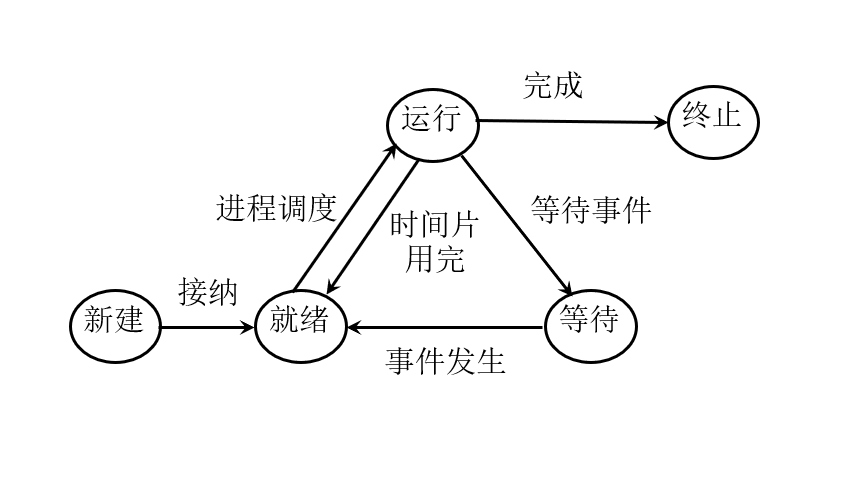 完成
运行
终止
进程调度
时间片
用完
等待事件
接纳
新建
就绪
等待
事件发生